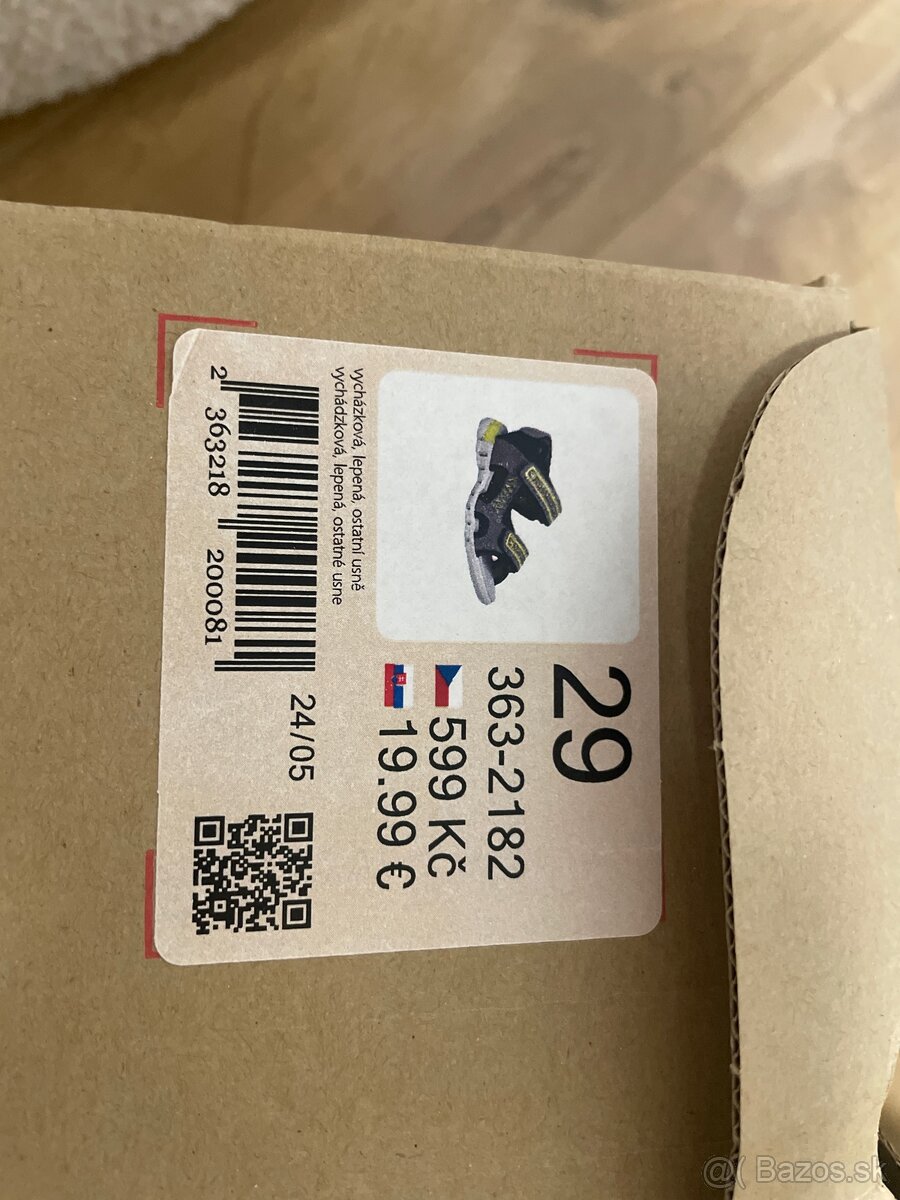 29
363-2182
599 Kč
19.99 €
vycházková, lepená, ostatní usně
vychádzková, lepená, ostatné usne
2 363218 200081
24/05
@( Bazos.sk